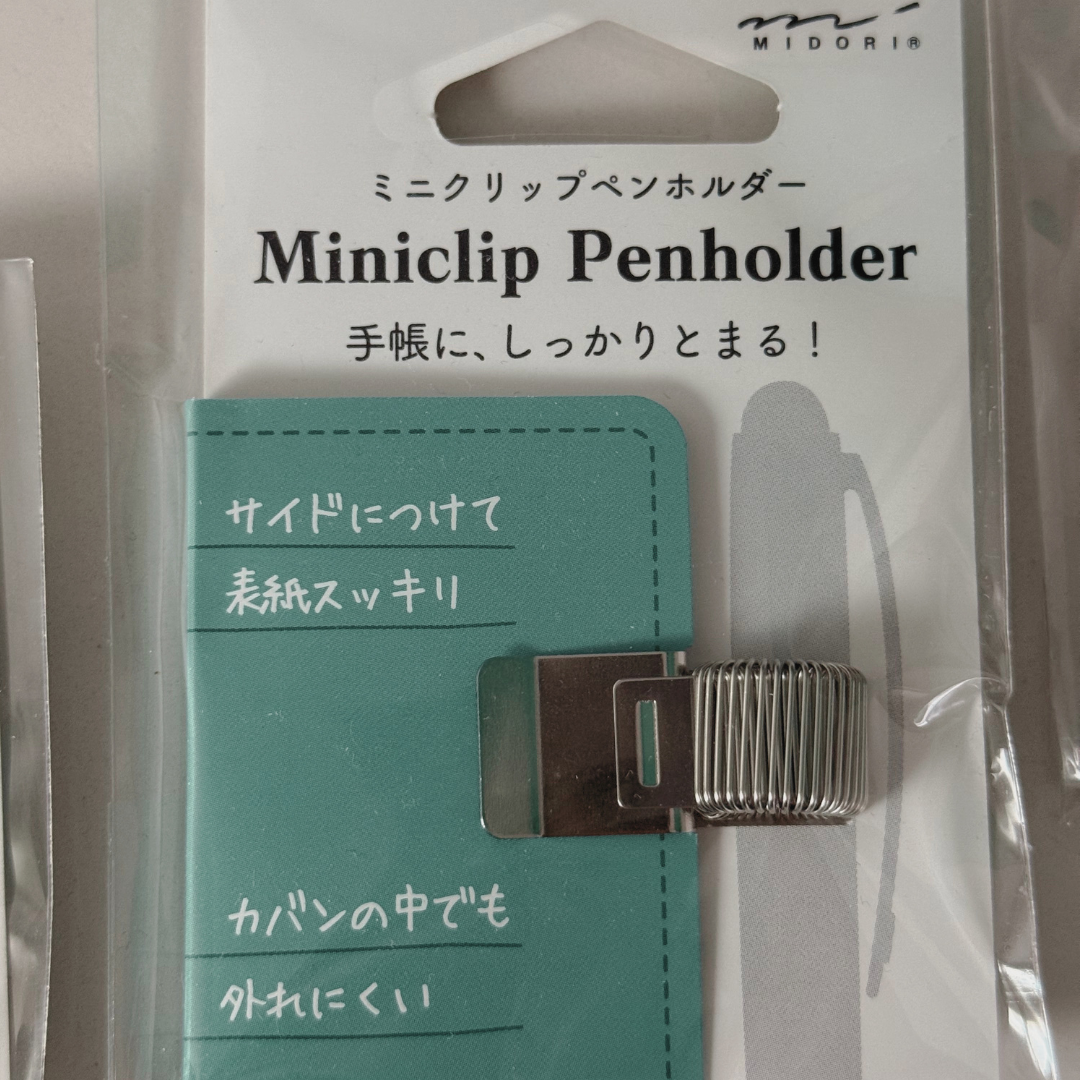 MIDORI®
ミニクリップペンホルダー
Miniclip Penholder
手帳に、しっかりとまる！
サイドにつけて
表紙スッキリ
カバンの中でも
外れにくい